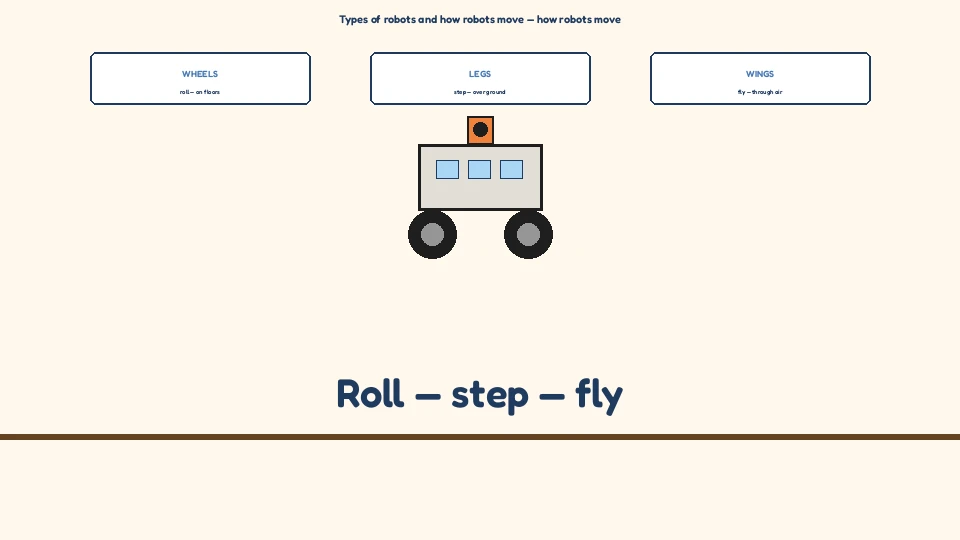 Types of robots and how robots move — how robots move
WHEELS
roll — on floors
LEGS
step — over ground
WINGS
fly — through air
Roll — step — fly